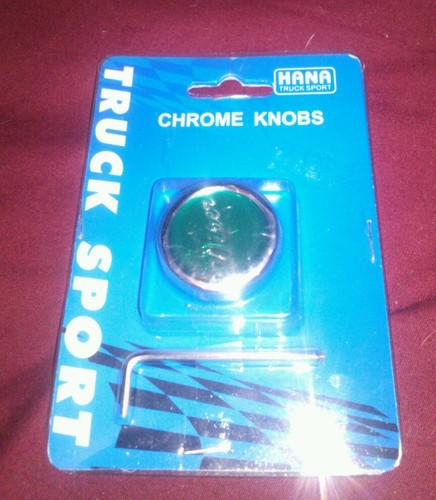 HANA
TRUCK SPORT
CHROME KNOBS
TRUCK SPORT